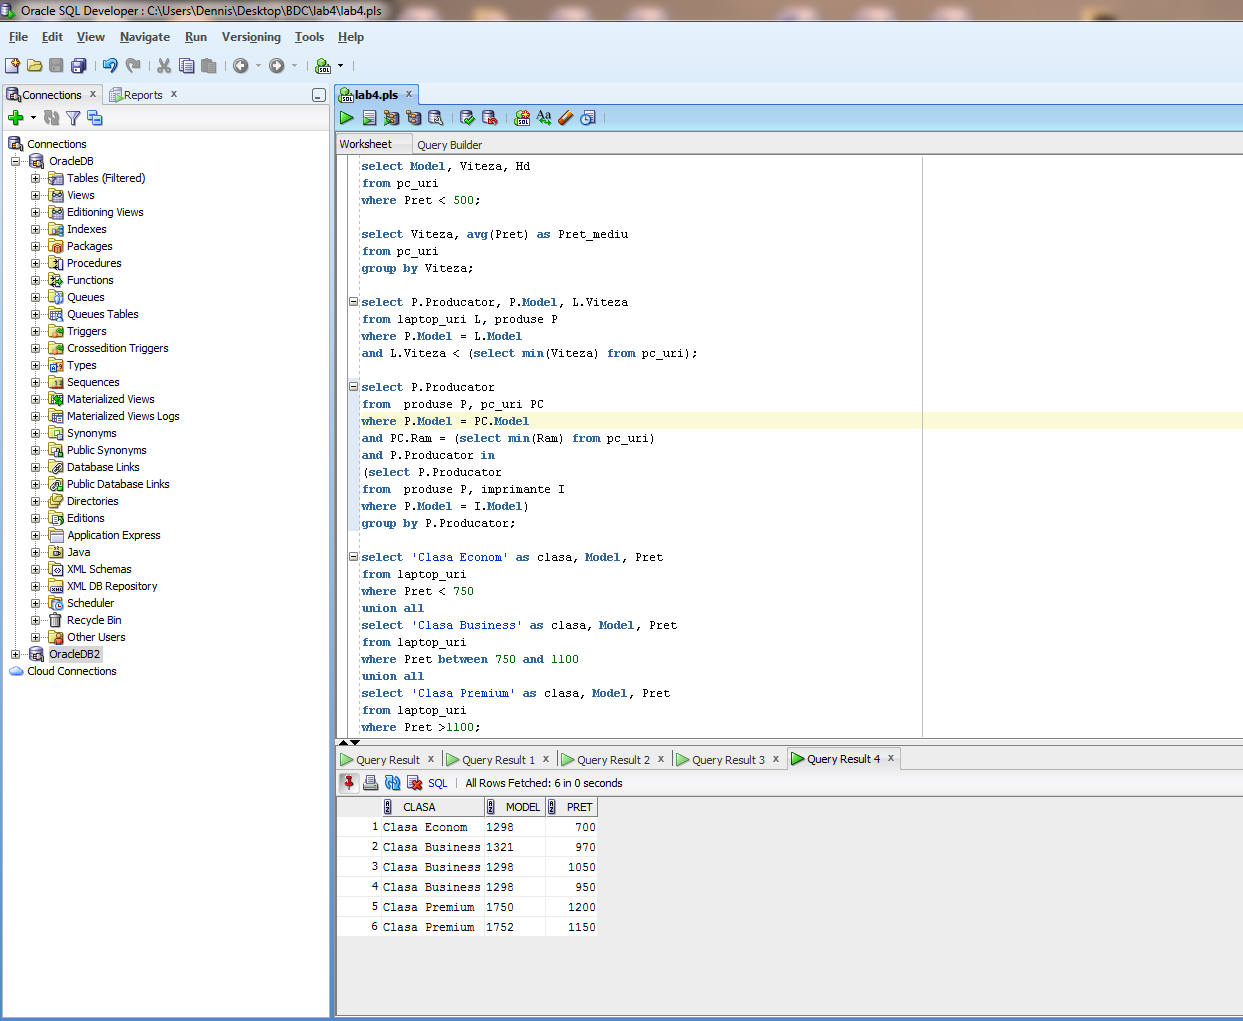 Oracle SQL Developer : C:\Users\Dennis\Desktop\BDC\lab4\lab4.pls
File Edit View Navigate Run Versioning Tools Help
Connections x Reports x
Connections
OracleDB
Tables (Filtered)
Views
Editioning Views
Indexes
Packages
Procedures
Functions
Queues
Queues Tables
Triggers
Crossedition Triggers
Types
Sequences
Materialized Views
Materialized Views Logs
Synonyms
Public Synonyms
Database Links
Public Database Links
Directories
Editions
Application Express
Java
XML Schemas
XML DB Repository
Scheduler
Recycle Bin
Other Users
OracleDB2
Cloud Connections
lab4.pls x
Worksheet Query Builder
select Model, Viteza, Hd
from pc_uri
where Pret < 500;
select Viteza, avg(Pret) as Pret_mediu
from pc_uri
group by Viteza;
select P.Producator, P.Model, L.Viteza
from laptop_uri L, produse P
where P.Model = L.Model
and L.Viteza < (select min(Viteza) from pc_uri);
select P.Producator
from  produse P, pc_uri PC
where P.Model = PC.Model
and PC.Ram = (select min(Ram) from pc_uri)
and P.Producator in
(select P.Producator
from  produse P, imprimante I
where P.Model = I.Model)
group by P.Producator;
select 'Clasa Econom' as clasa, Model, Pret
from laptop_uri
where Pret < 750
union all
select 'Clasa Business' as clasa, Model, Pret
from laptop_uri
where Pret between 750 and 1100
union all
select 'Clasa Premium' as clasa, Model, Pret
from laptop_uri
where Pret >1100;
Query Result x Query Result 1 x Query Result 2 x Query Result 3 x Query Result 4 x
SQL | All Rows Fetched: 6 in 0 seconds
CLASA MODEL PRET
1 Clasa Econom 1298 700
2 Clasa Business 1321 970
3 Clasa Business 1298 1050
4 Clasa Business 1298 950
5 Clasa Premium 1750 1200
6 Clasa Premium 1752 1150